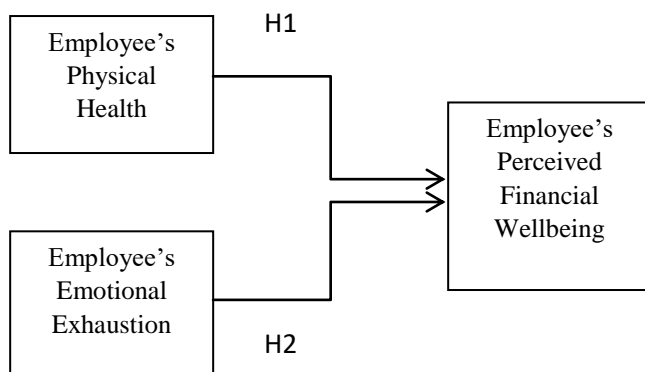 H1
Employee’s
Physical
Health
Employee’s
Perceived
Financial
Wellbeing
Employee’s
Emotional
Exhaustion
H2